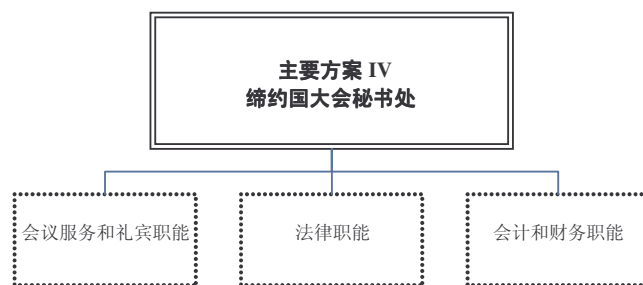 主要方案 IV
缔约国大会秘书处
会议服务和礼宾职能
法律职能
会计和财务职能